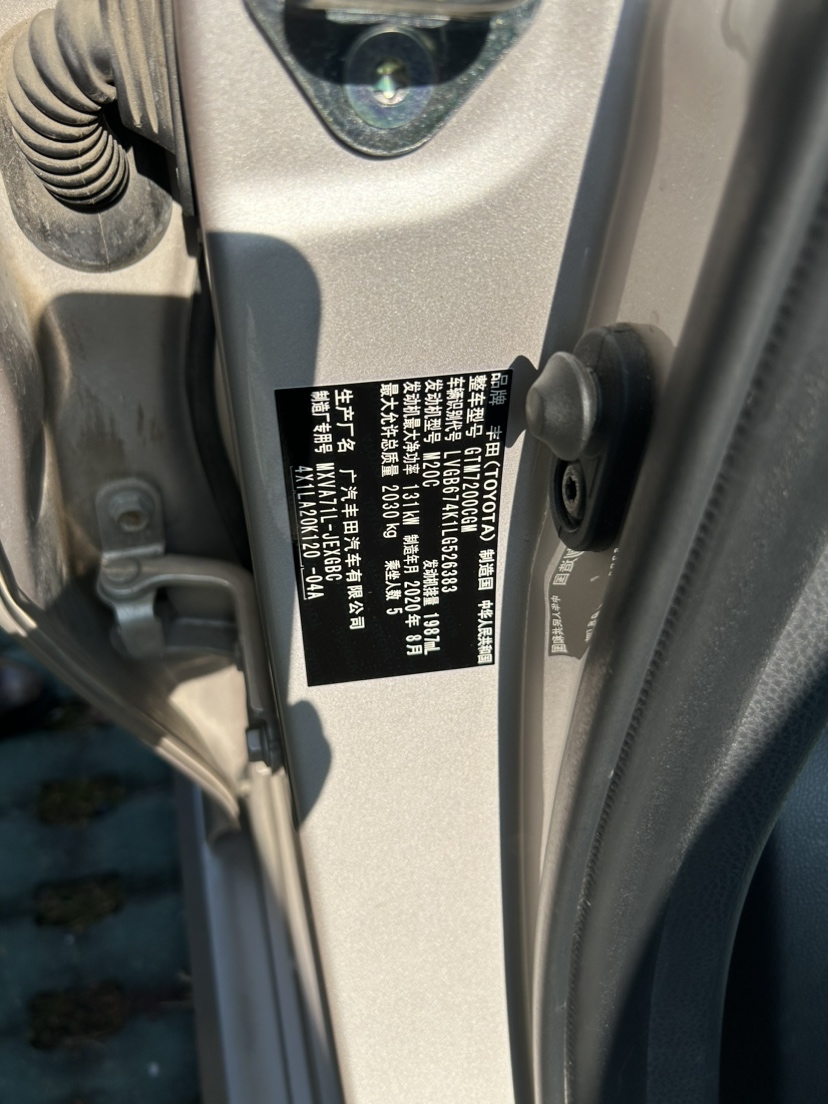 品牌 丰田(TOYOTA) 制造国 中华人民共和国
整车型号 GTM7200CGM
车辆识别代号 LVGB674K1LG526383
发动机型号 M20C 发动机排量 1987mL
发动机最大净功率 131kW 制造年月 2020年 8月
最大允许总质量 2030kg 乘坐人数 5
生产厂名 广汽丰田汽车有限公司
制造厂专用号 MXVA71L-JEXGBC
4X1LA20K120 -04A